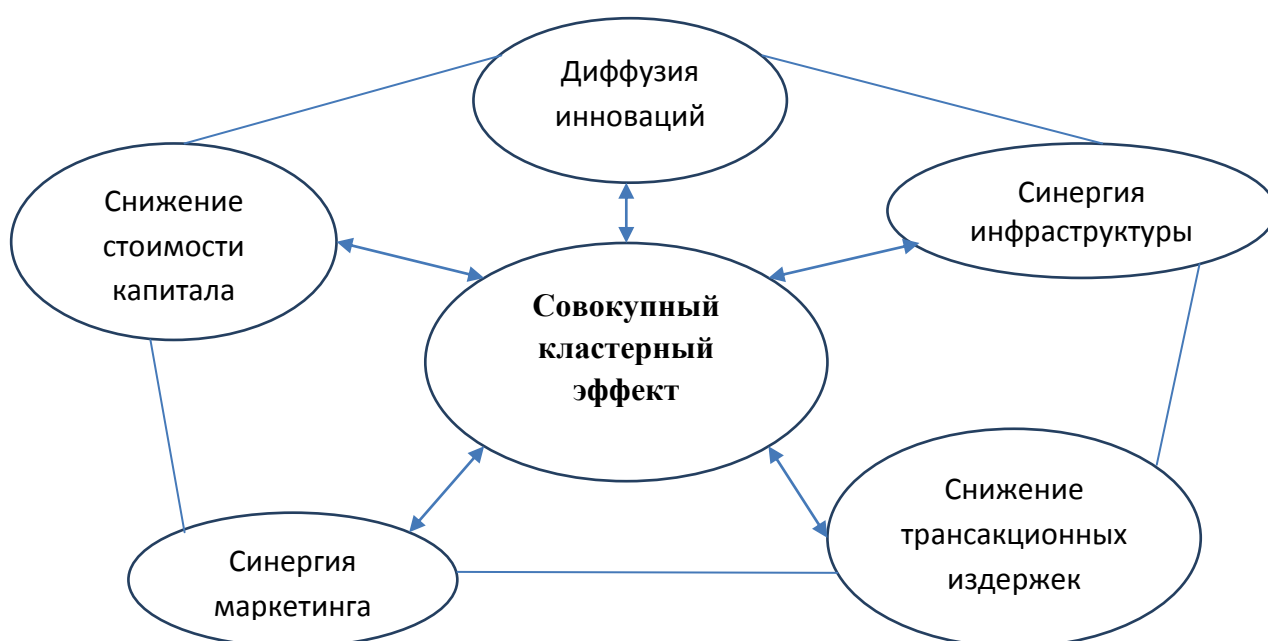 Диффузия
инноваций
Снижение
стоимости
капитала
Синергия
инфраструктуры
Совокупный
кластерный
эффект
Синергия
маркетинга
Снижение
трансакционных
издержек